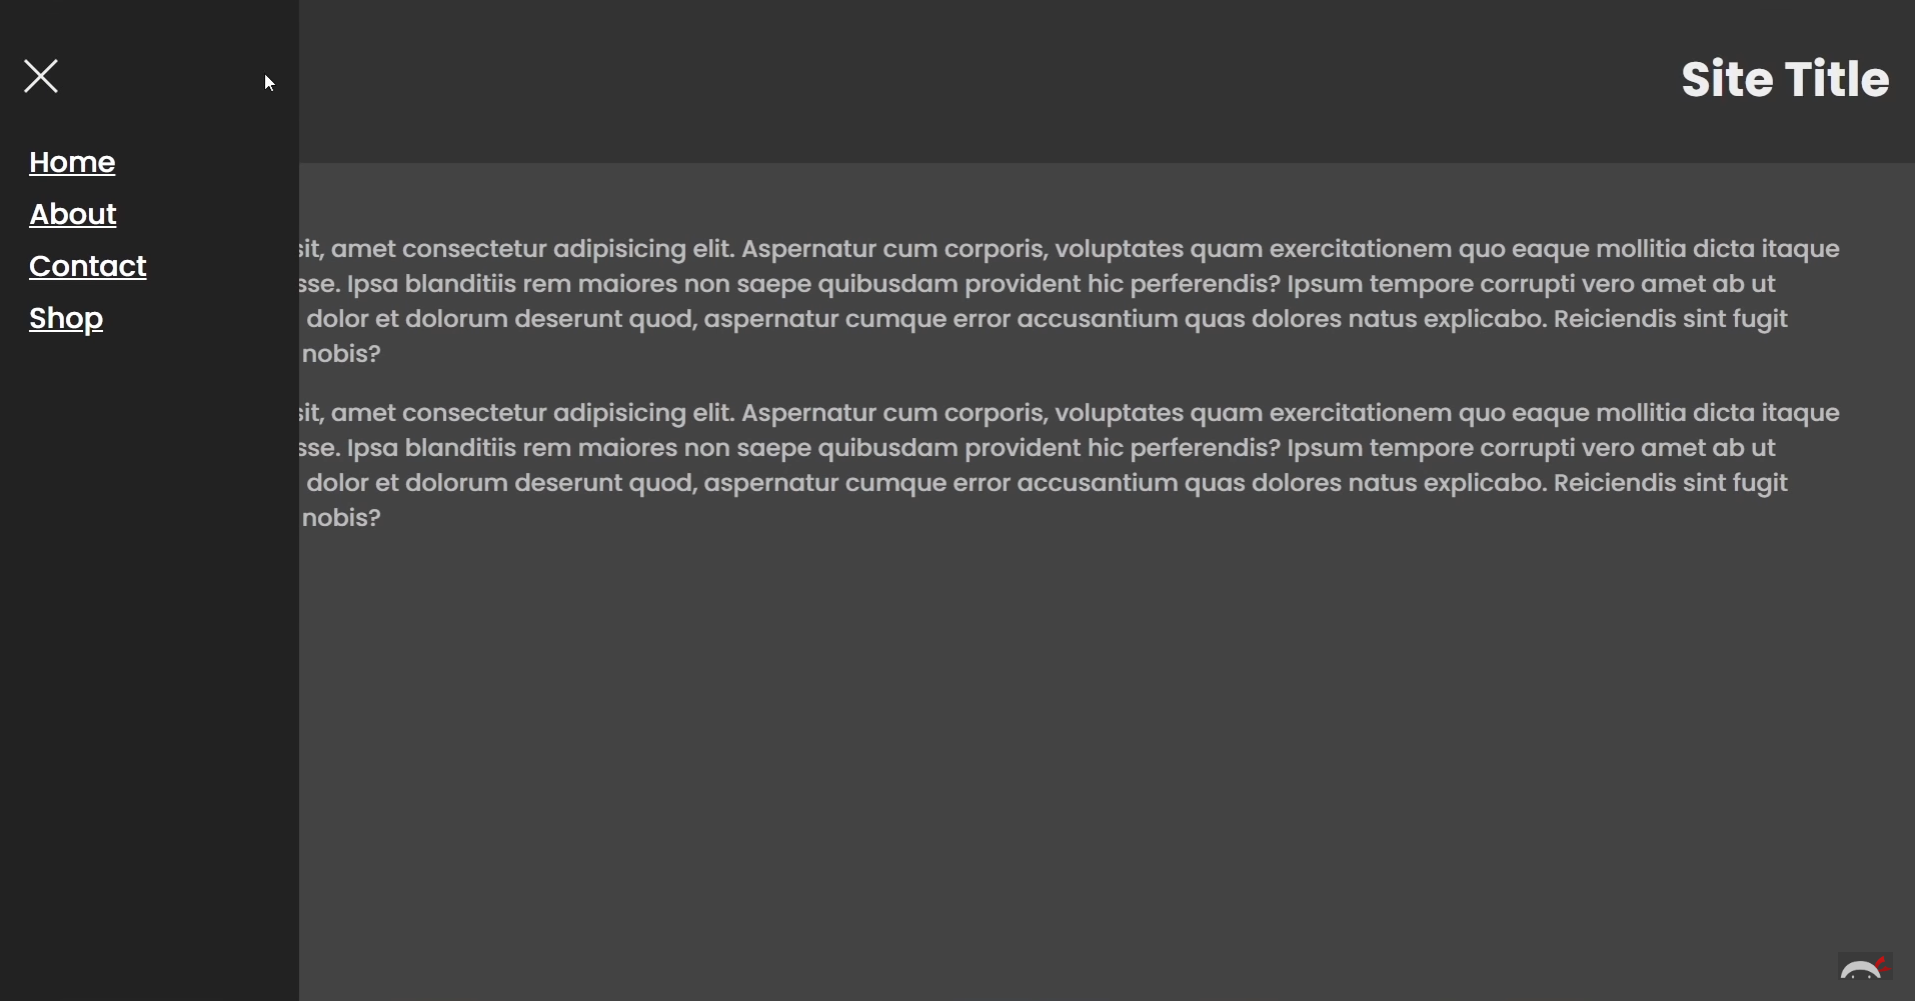 Site Title
Home
About
Contact
Shop
sit, amet consectetur adipisicing elit. Aspernatur cum corporis, voluptates quam exercitationem quo eaque mollitia dicta itaque
sse. Ipsa blanditiis rem maiores non saepe quibusdam provident hic perferendis? Ipsum tempore corrupti vero amet ab ut
dolor et dolorum deserunt quod, aspernatur cumque error accusantium quas dolores natus explicabo. Reiciendis sint fugit
nobis?
sit, amet consectetur adipisicing elit. Aspernatur cum corporis, voluptates quam exercitationem quo eaque mollitia dicta itaque
sse. Ipsa blanditiis rem maiores non saepe quibusdam provident hic perferendis? Ipsum tempore corrupti vero amet ab ut
dolor et dolorum deserunt quod, aspernatur cumque error accusantium quas dolores natus explicabo. Reiciendis sint fugit
nobis?